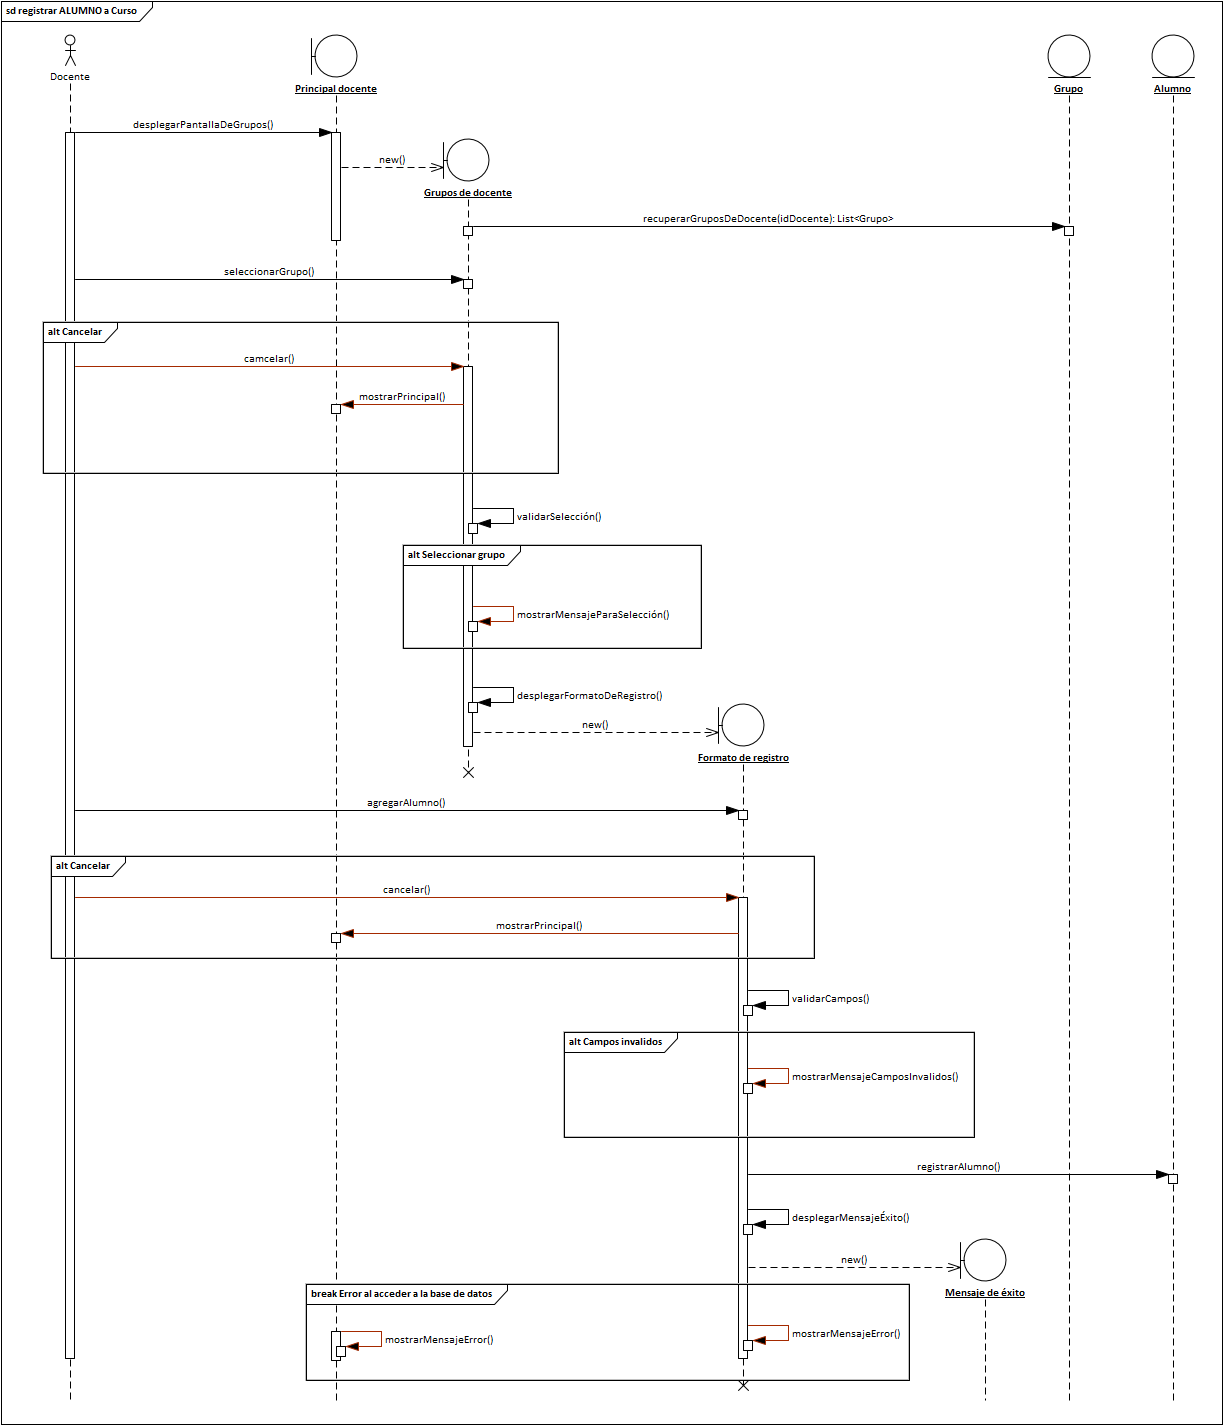 sd registrar ALUMNO a Curso
Docente
Principal docente
Grupo
Alumno
desplegarPantallaDeGrupos()
new()
Grupos de docente
recuperarGruposDeDocente(idDocente): List<Grupo>
seleccionarGrupo()
alt Cancelar
camcelar()
mostrarPrincipal()
validarSelección()
alt Seleccionar grupo
mostrarMensajeParaSelección()
desplegarFormatoDeRegistro()
new()
Formato de registro
agregarAlumno()
alt Cancelar
cancelar()
mostrarPrincipal()
validarCampos()
alt Campos invalidos
mostrarMensajeCamposInvalidos()
registrarAlumno()
desplegarMensajeÉxito()
new()
Mensaje de éxito
break Error al acceder a la base de datos
mostrarMensajeError()
mostrarMensajeError()